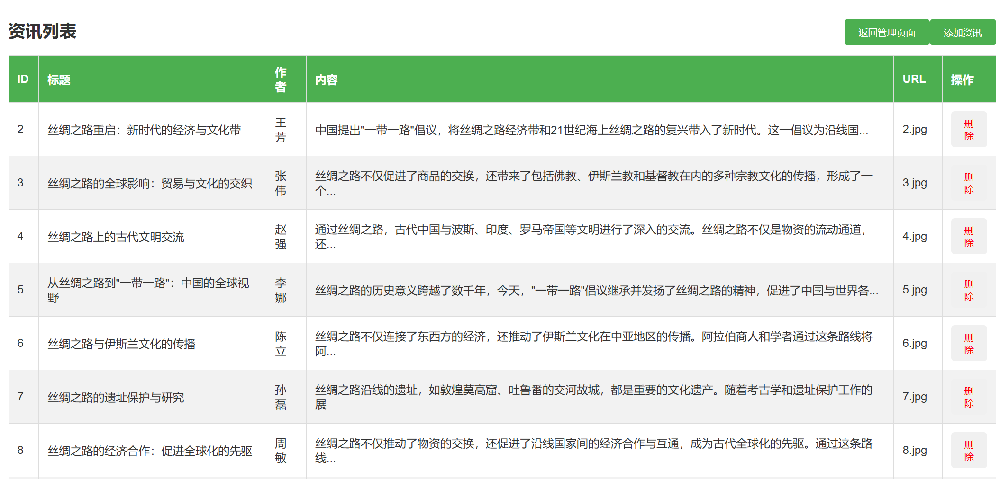 资讯列表
返回管理页面
添加资讯
ID
标题
作
者
内容
URL
操作
2
丝绸之路重启：新时代的经济与文化带
王
芳
中国提出"一带一路"倡议，将丝绸之路经济带和21世纪海上丝绸之路的复兴带入了新时代。这一倡议为沿线国...
2.jpg
删
除
3
丝绸之路的全球影响：贸易与文化的交织
张
伟
丝绸之路不仅促进了商品的交换，还带来了包括佛教、伊斯兰教和基督教在内的多种宗教文化的传播，形成了一
个...
3.jpg
删
除
4
丝绸之路上的古代文明交流
赵
强
通过丝绸之路，古代中国与波斯、印度、罗马帝国等文明进行了深入的交流。丝绸之路不仅是物资的流动通道，
还...
4.jpg
删
除
5
从丝绸之路到"一带一路"：中国的全球视
野
李
娜
丝绸之路的历史意义跨越了数千年，今天，"一带一路"倡议继承并发扬了丝绸之路的精神，促进了中国与世界各...
5.jpg
删
除
6
丝绸之路与伊斯兰文化的传播
陈
立
丝绸之路不仅连接了东西方的经济，还推动了伊斯兰文化在中亚地区的传播。阿拉伯商人和学者通过这条路线将
阿...
6.jpg
删
除
7
丝绸之路的遗址保护与研究
孙
磊
丝绸之路沿线的遗址，如敦煌莫高窟、吐鲁番的交河故城，都是重要的文化遗产。随着考古学和遗址保护工作的
展...
7.jpg
删
除
8
丝绸之路的经济合作：促进全球化的先驱
周
敏
丝绸之路不仅推动了物资的交换，还促进了沿线国家间的经济合作与互通，成为古代全球化的先驱。通过这条路
线...
8.jpg
删
除